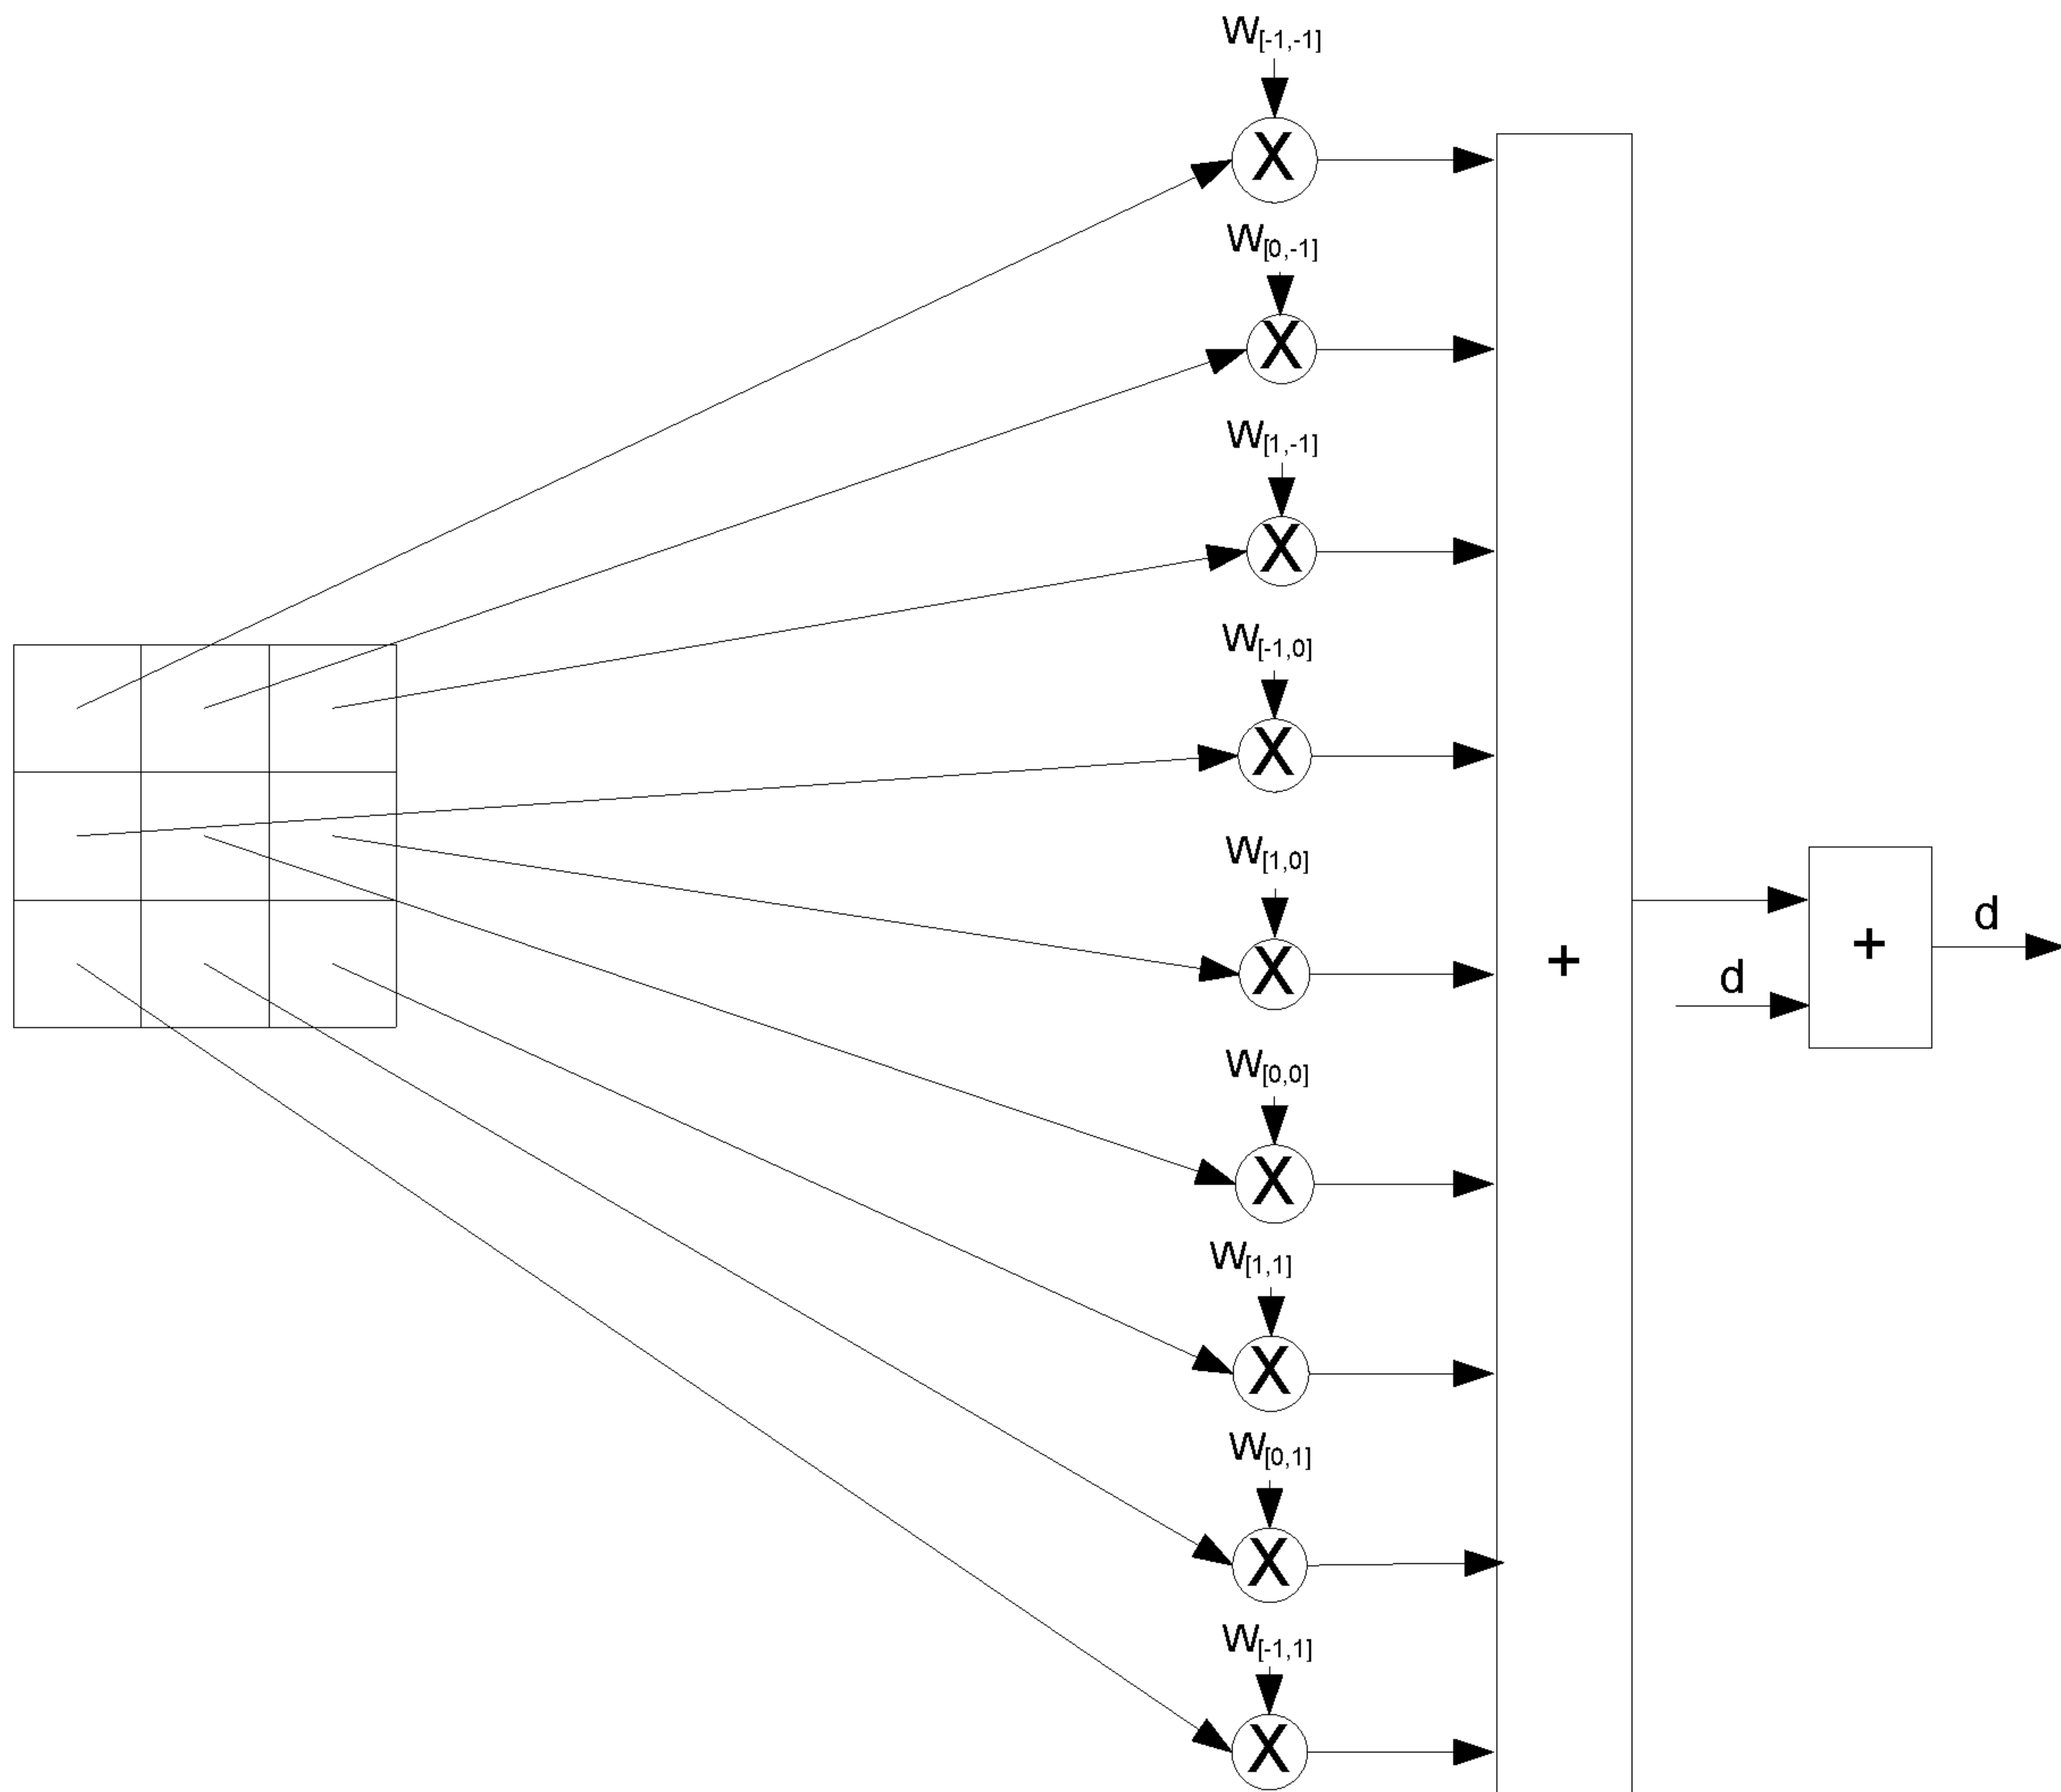 W[-1,-1]
X
W[0,-1]
X
W[1,-1]
X
W[-1,0]
X
W[1,0]
X
+
d
+
d
W[0,0]
X
W[1,1]
X
W[0,1]
X
W[-1,1]
X